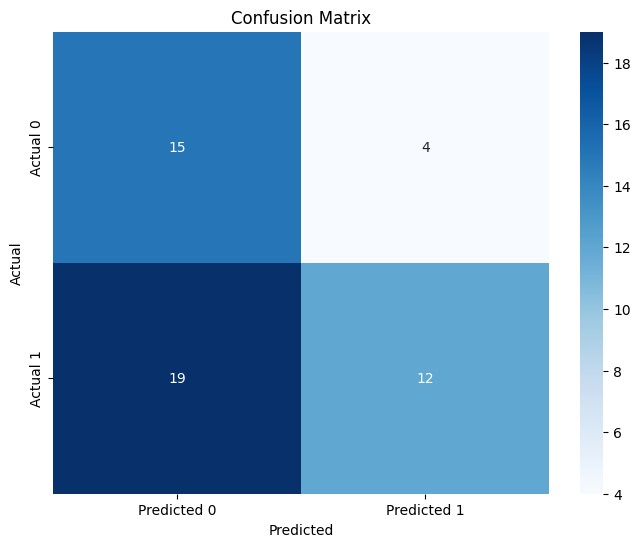 Confusion Matrix
Actual 0
15
4
18
16
14
12
10
8
6
4
Actual
Actual 1
19
12
Predicted 0
Predicted 1
Predicted